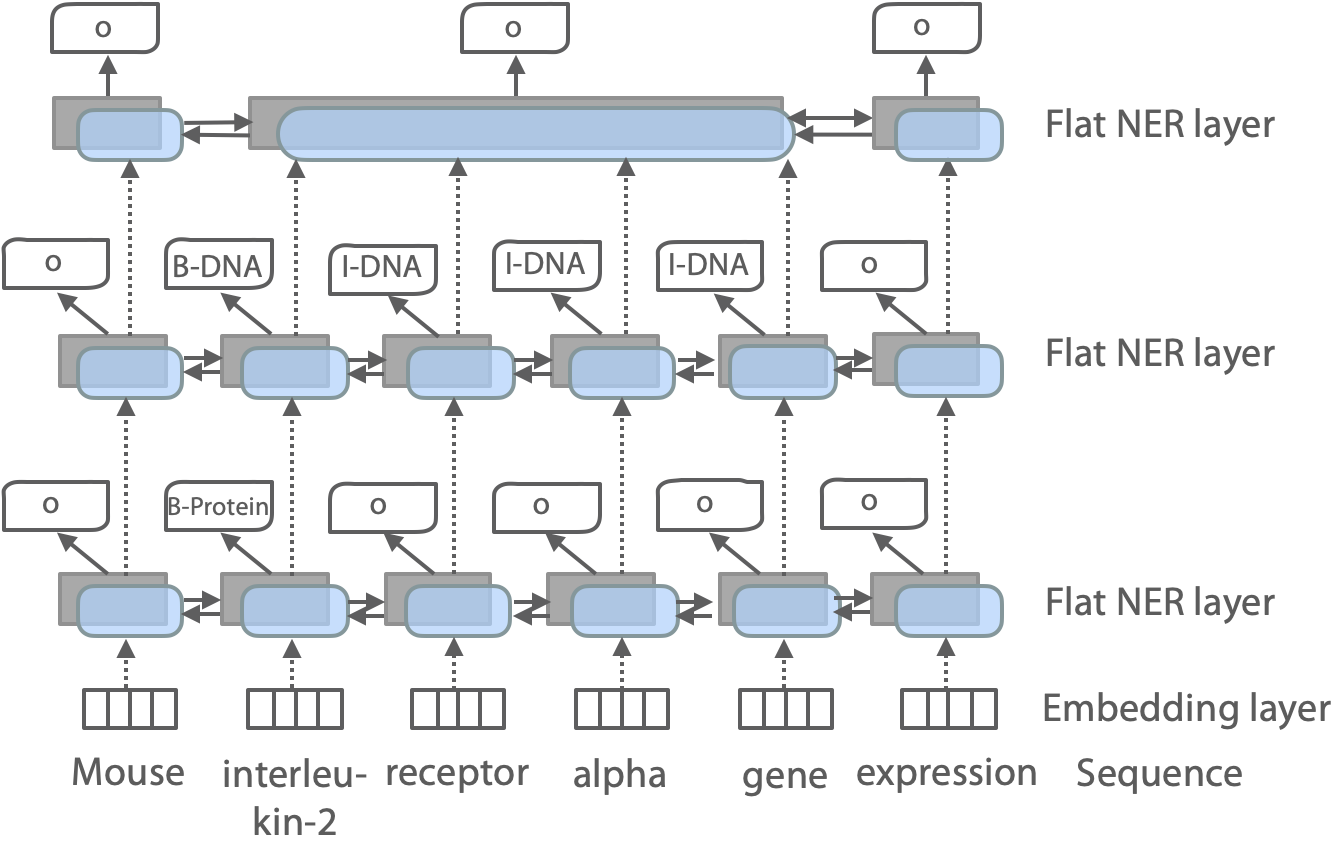 o o o
Flat NER layer
o B-DNA I-DNA I-DNA I-DNA o
Flat NER layer
o B-Protein o o o o
Flat NER layer
Embedding layer
Mouse interleu- receptor alpha gene expression Sequence
kin-2